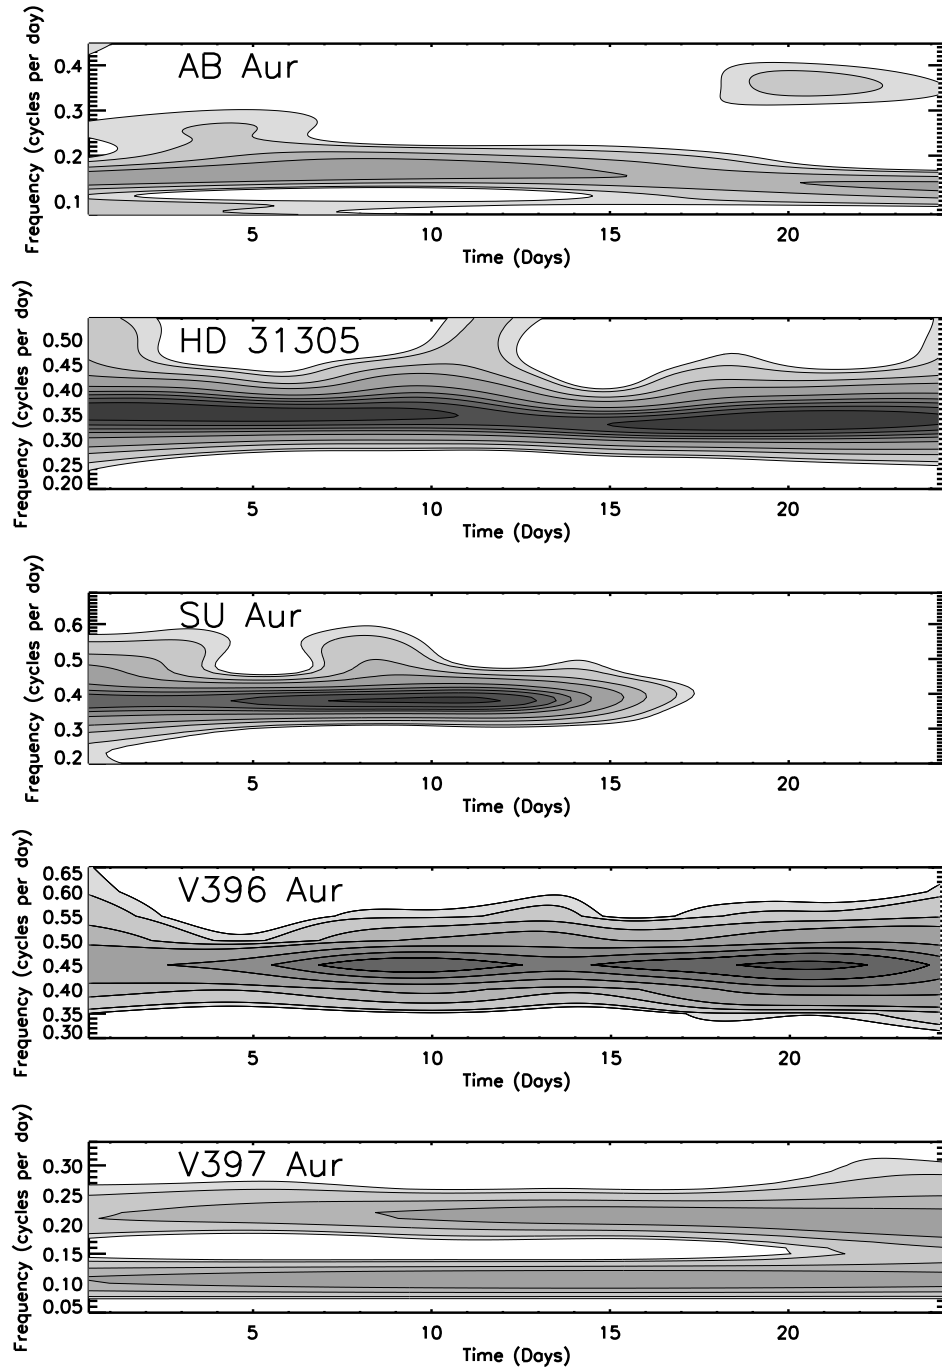 AB Aur
Frequency (cycles per day)
0.4
0.3
0.2
0.1
5 10 15 20
Time (Days)
HD 31305
Frequency (cycles per day)
0.50
0.45
0.40
0.35
0.30
0.25
0.20
5 10 15 20
Time (Days)
SU Aur
Frequency (cycles per day)
0.6
0.5
0.4
0.3
0.2
5 10 15 20
Time (Days)
V396 Aur
Frequency (cycles per day)
0.65
0.60
0.55
0.50
0.45
0.40
0.35
0.30
5 10 15 20
Time (Days)
V397 Aur
Frequency (cycles per day)
0.30
0.25
0.20
0.15
0.10
0.05
5 10 15 20
Time (Days)